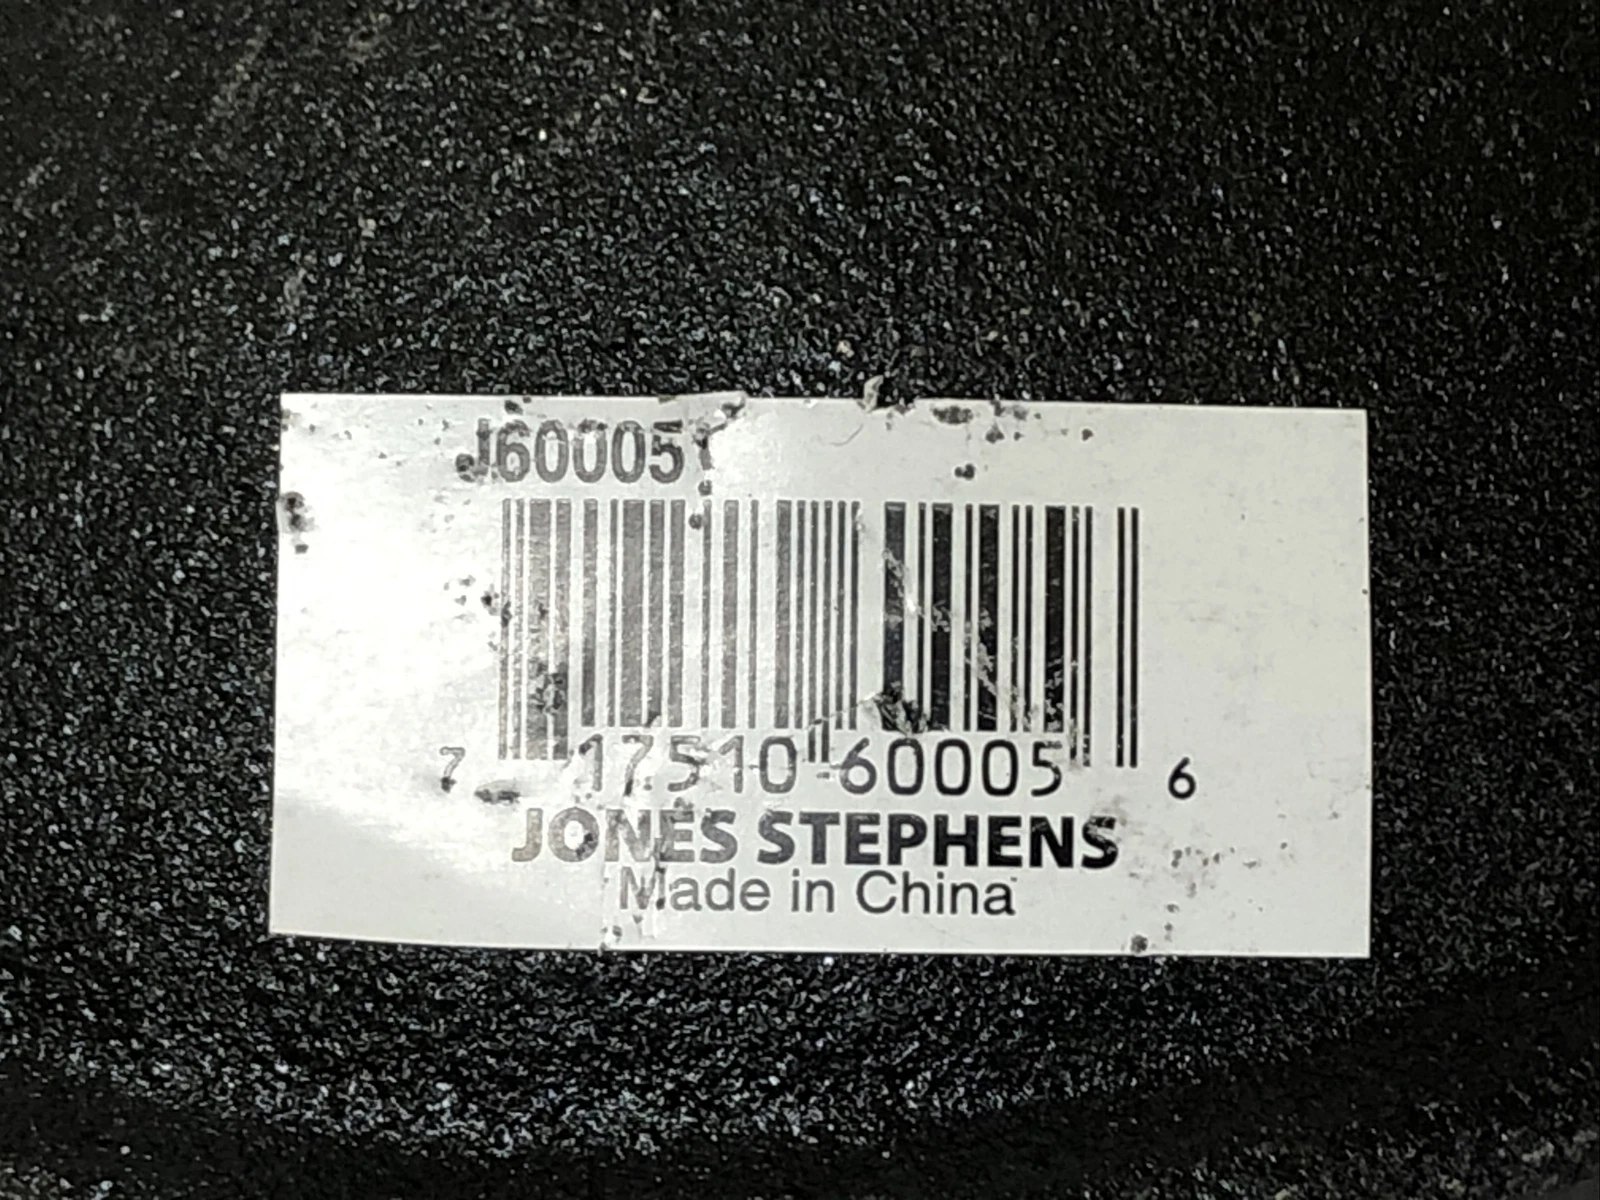 J60005
7 17510 60005 6
JONES STEPHENS
Made in China